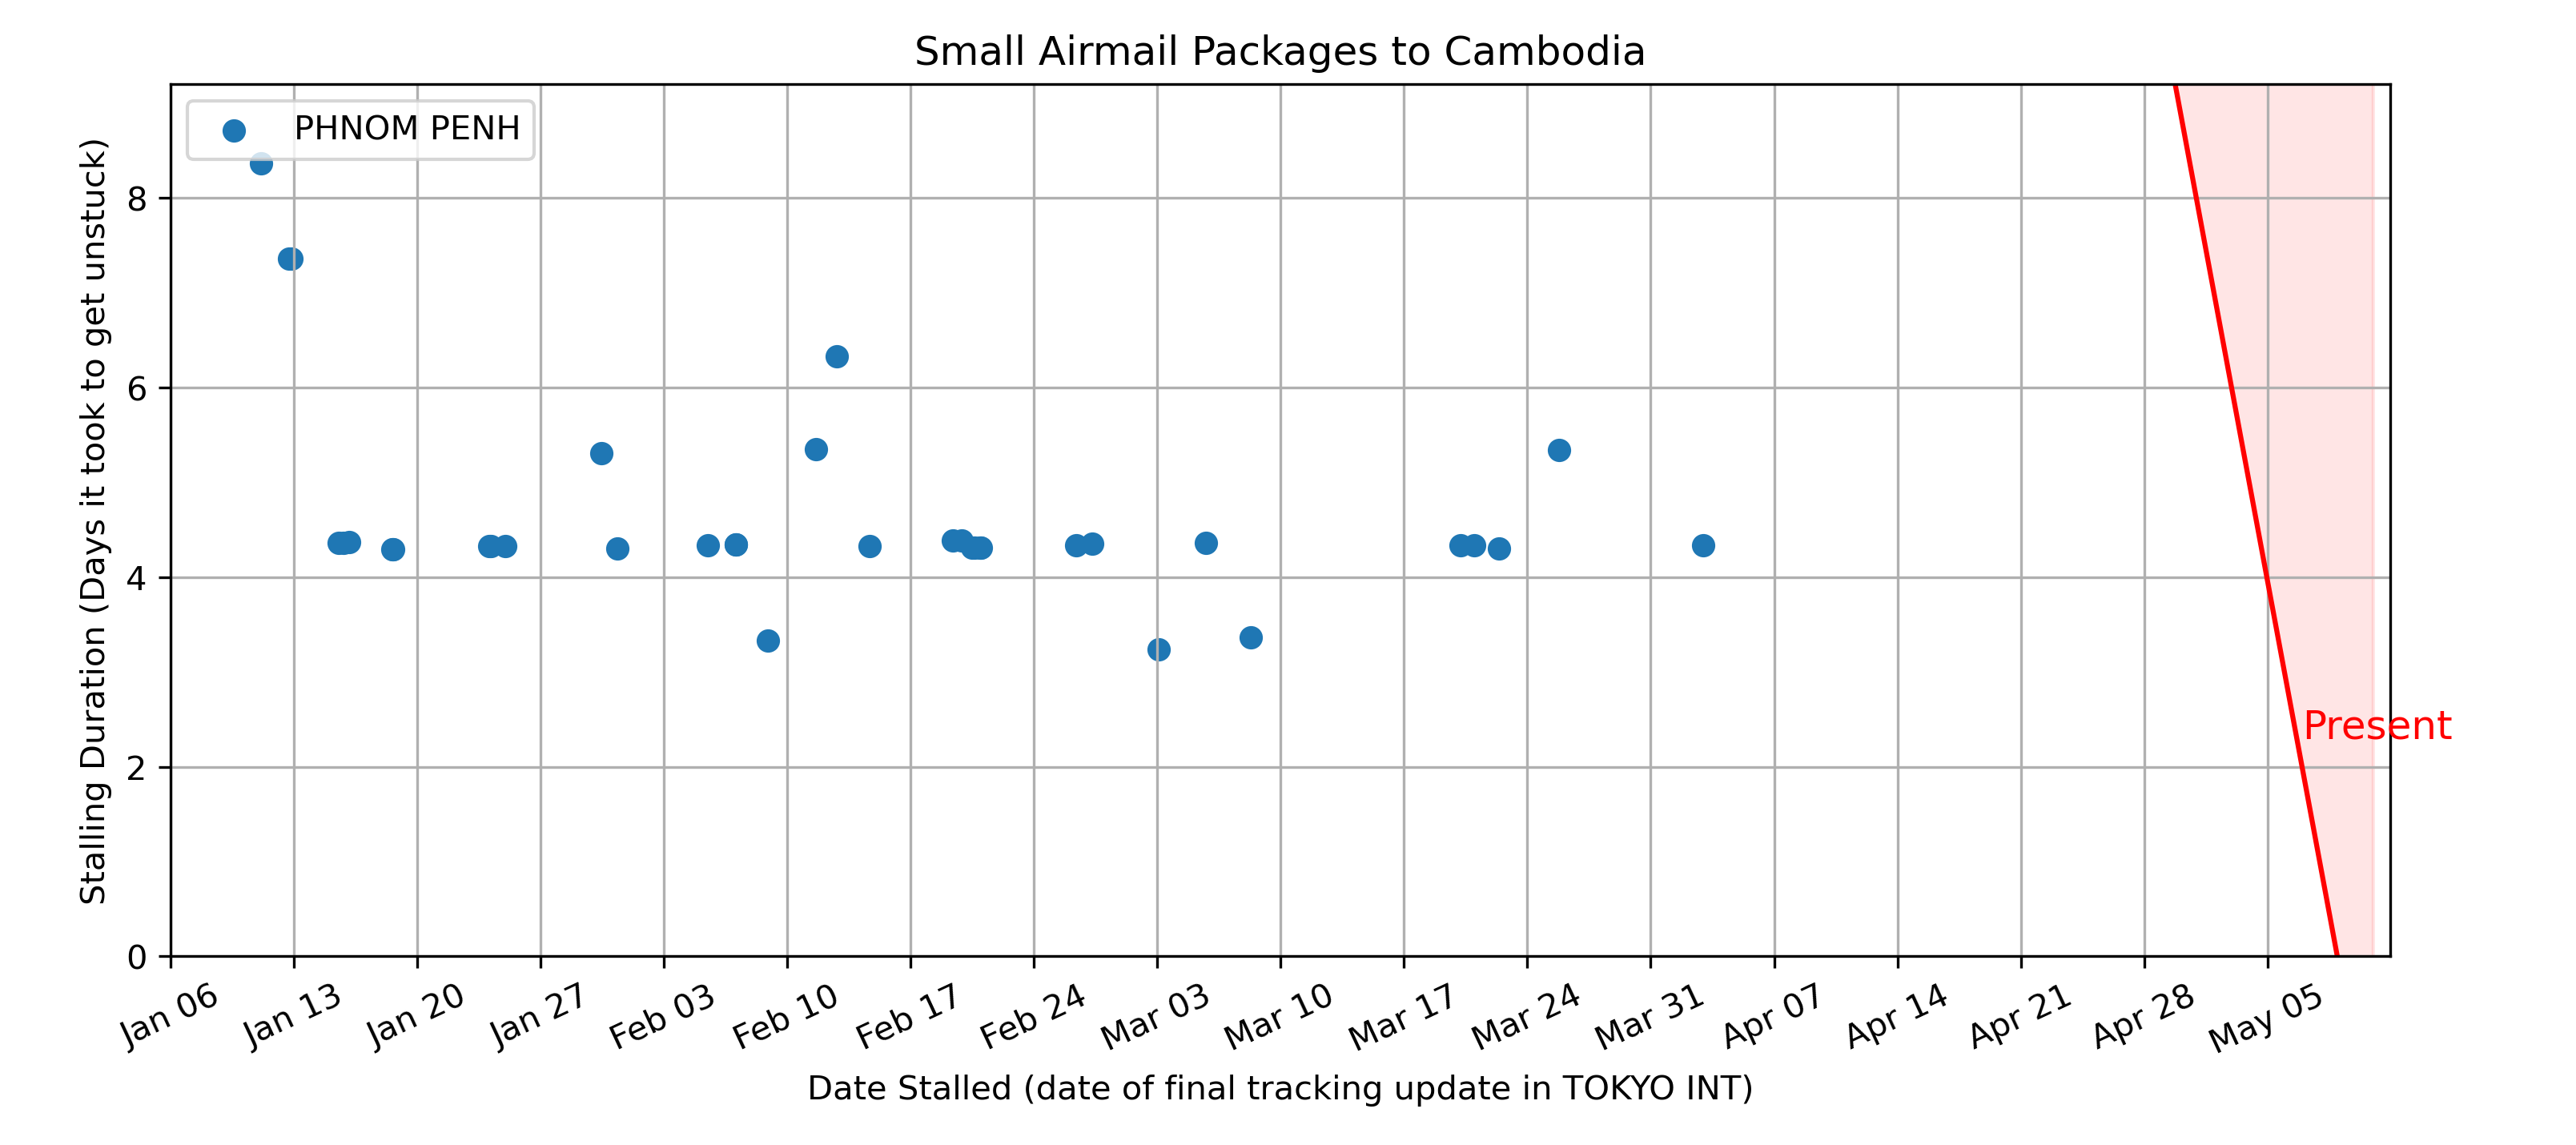 Small Airmail Packages to Cambodia
PHNOM PENH
Stalling Duration (Days it took to get unstuck)
8
6
4
2
0
Present
Jan 06
Jan 13
Jan 20
Jan 27
Feb 03
Feb 10
Feb 17
Feb 24
Mar 03
Mar 10
Mar 17
Mar 24
Mar 31
Apr 07
Apr 14
Apr 21
Apr 28
May 05
Date Stalled (date of final tracking update in TOKYO INT)